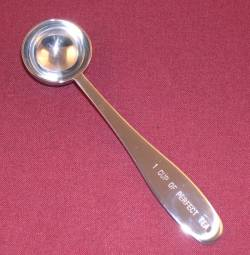 1 CUP OF PERFECT TEA